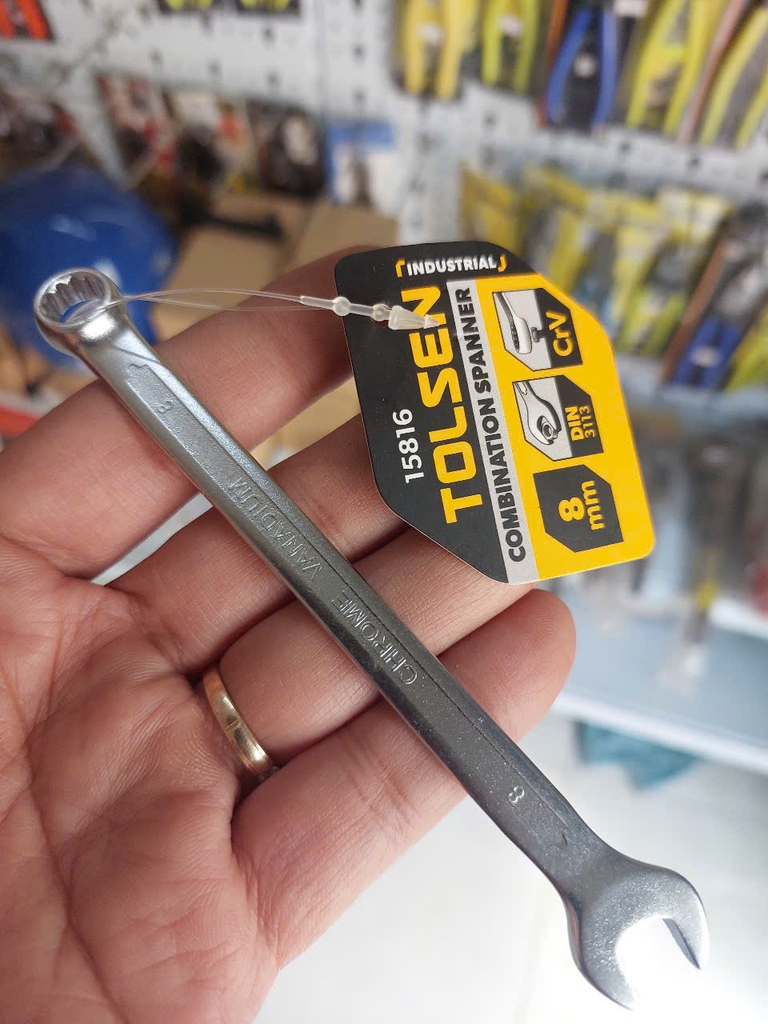 INDUSTRIAL
15816
TOLSEN
COMBINATION SPANNER
CrV
DIN
3113
8
mm
8
CHROME VANADIUM
8